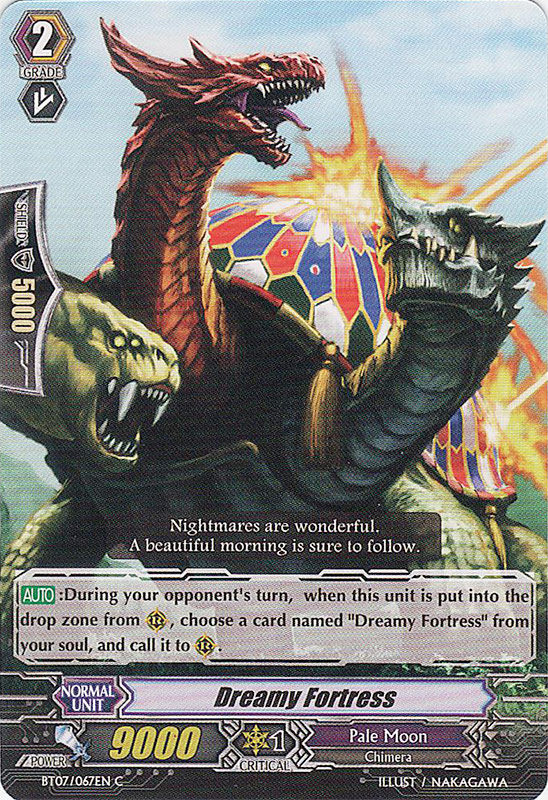 2
GRADE
SHIELD
5000
Nightmares are wonderful.
A beautiful morning is sure to follow.
AUTO :During your opponent's turn, when this unit is put into the
drop zone from , choose a card named "Dreamy Fortress" from
your soul, and call it to .
NORMAL
UNIT
Dreamy Fortress
POWER
9000
1
CRITICAL
Pale Moon
Chimera
BT07/067EN C
ILLUST / NAKAGAWA